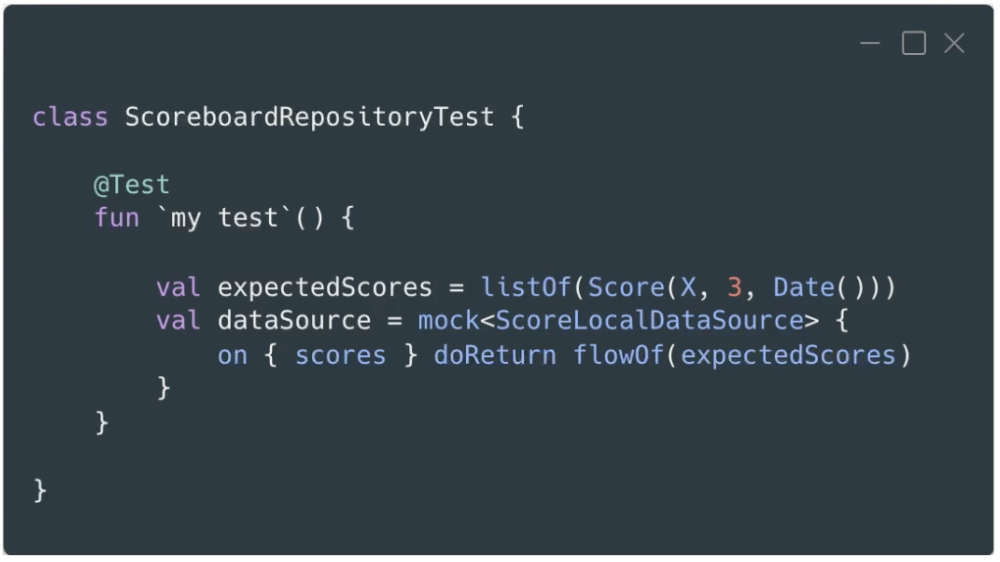 class ScoreboardRepositoryTest {
@Test
fun `my test`() {
val expectedScores = listOf(Score(X, 3, Date()))
val dataSource = mock<ScoreLocalDataSource> {
on { scores } doReturn flowOf(expectedScores)
}
}
}